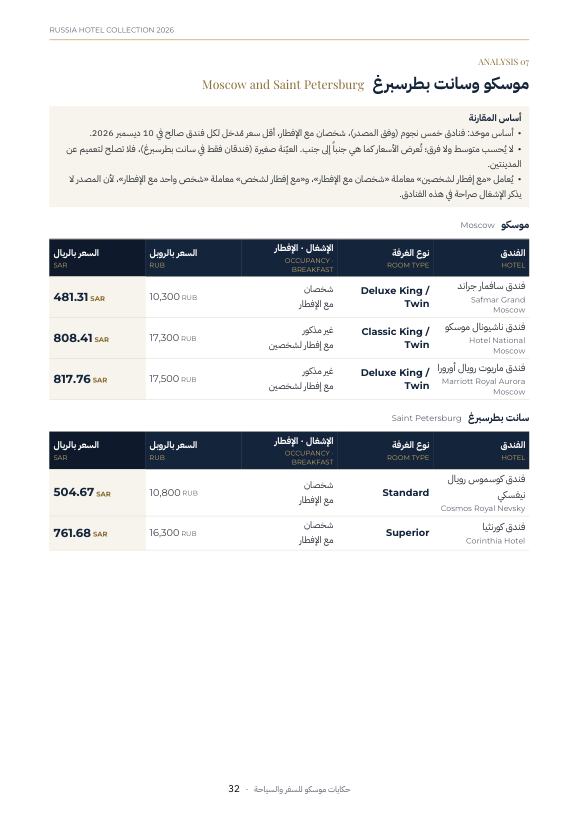 RUSSIA HOTEL COLLECTION 2026
ANALYSIS 07
موسكو وسانت بطرسبرغ Moscow and Saint Petersburg
أساس المقارنة
• أساس موحّد: فنادق خمس نجوم (وفق المصدر)، شخصان مع الإفطار، أقل سعر مُدخل لكل فندق صالح في 10 ديسمبر 2026.
• لا يُحسب متوسط ولا فرق؛ تُعرض الأسعار كما هي جنباً إلى جنب. العيّنة صغيرة (فندقان فقط في سانت بطرسبرغ)، فلا تصلح لتعميم عن
المدينتين.
• يُعامل «مع إفطار لشخصين» معاملة «شخصان مع الإفطار»، و«مع إفطار لشخص» معاملة «شخص واحد مع الإفطار»، لأن المصدر لا
يذكر الإشغال صراحة في هذه الفنادق.
موسكو Moscow
الفندق نوع الغرفة الإشغال · الإفطار السعر بالروبل السعر بالريال
HOTEL ROOM TYPE OCCUPANCY · BREAKFAST RUB SAR
فندق سافمار جراند
Safmar Grand
Moscow
Deluxe King /
Twin
شخصان
مع الإفطار
10,300 RUB
481.31 SAR
فندق ناشيونال موسكو
Hotel National
Moscow
Classic King /
Twin
غير مذكور
مع إفطار لشخصين
17,300 RUB
808.41 SAR
فندق ماريوت رويال أورورا
Marriott Royal Aurora
Moscow
Deluxe King /
Twin
غير مذكور
مع إفطار لشخصين
17,500 RUB
817.76 SAR
سانت بطرسبرغ Saint Petersburg
الفندق نوع الغرفة الإشغال · الإفطار السعر بالروبل السعر بالريال
HOTEL ROOM TYPE OCCUPANCY · BREAKFAST RUB SAR
فندق كوسموس رويال
نيفسكي
Cosmos Royal Nevsky
Standard
شخصان
مع الإفطار
10,800 RUB
504.67 SAR
فندق كورنثيا
Corinthia Hotel
Superior
شخصان
مع الإفطار
16,300 RUB
761.68 SAR
حكايات موسكو للسفر والسياحة · 32